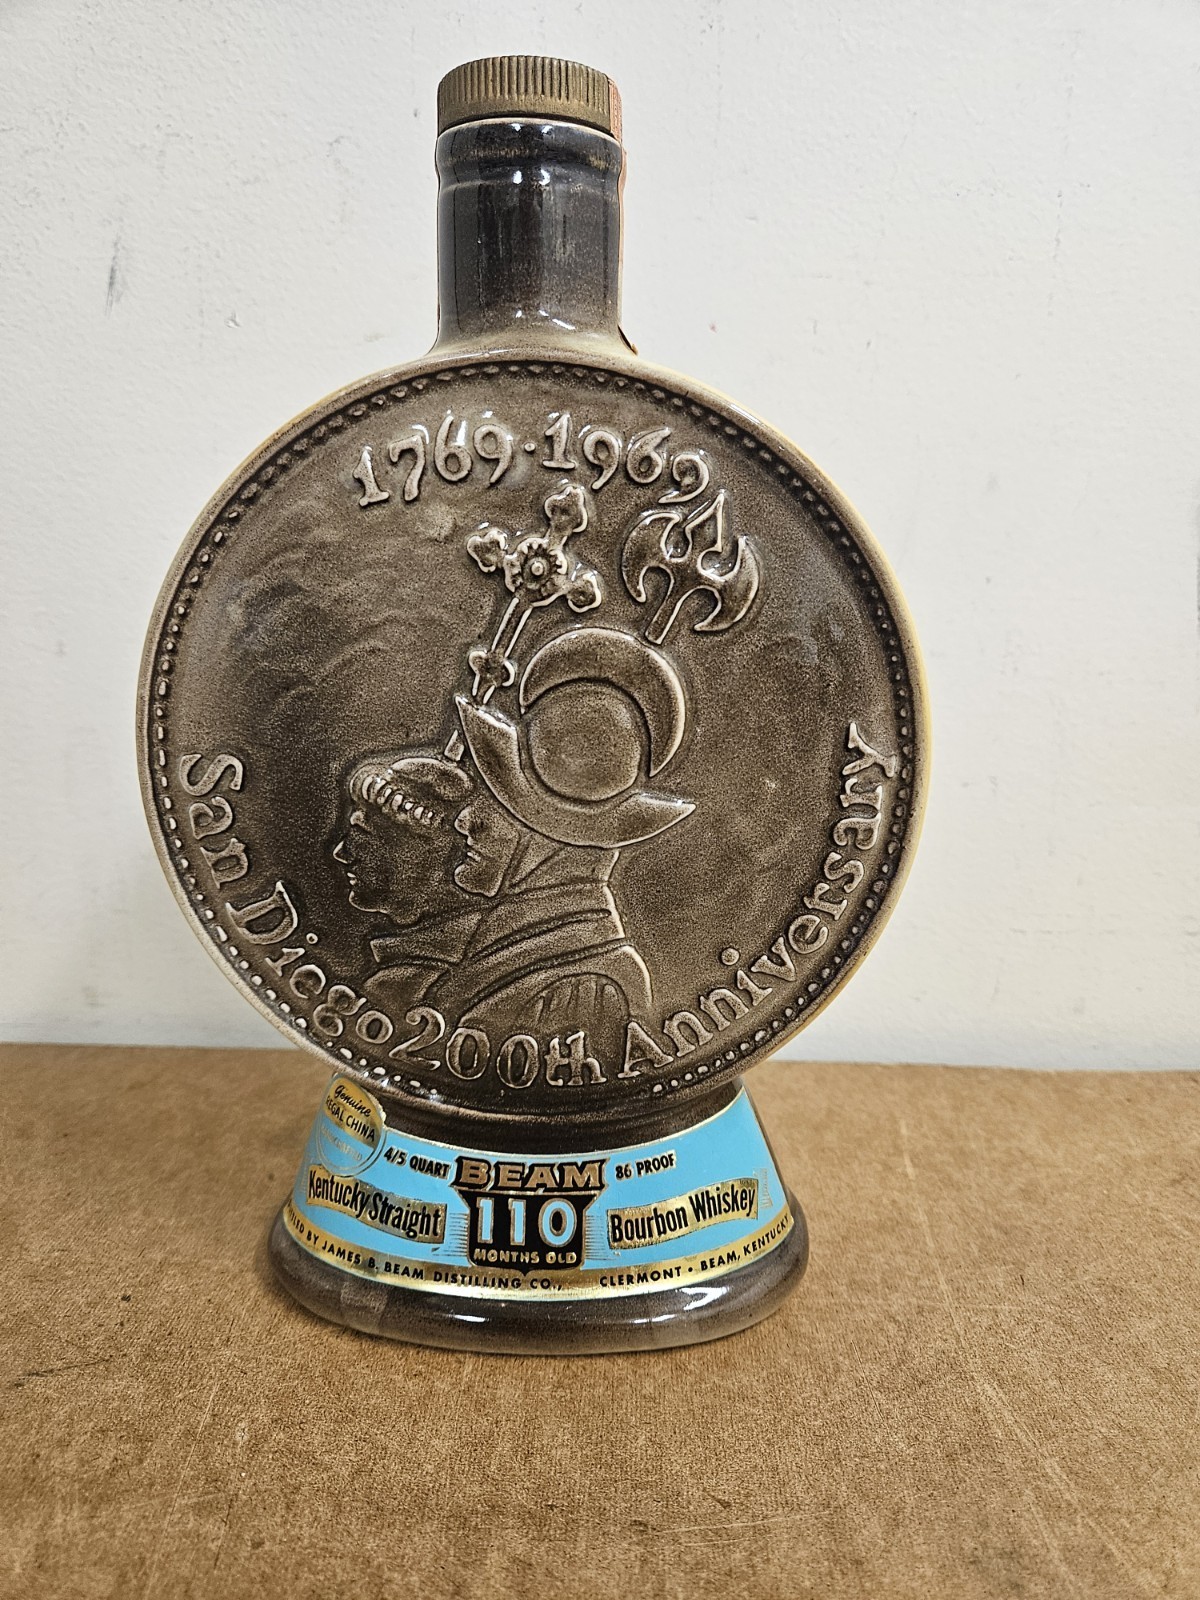 1769·1969
San Diego 200th Anniversary
Genuine
REGAL CHINA
4/5 QUART BEAM 86 PROOF
Kentucky Straight 110 Bourbon Whiskey
MONTHS OLD
BY JAMES B. BEAM DISTILLING CO., CLERMONT • BEAM, KENTUCKY